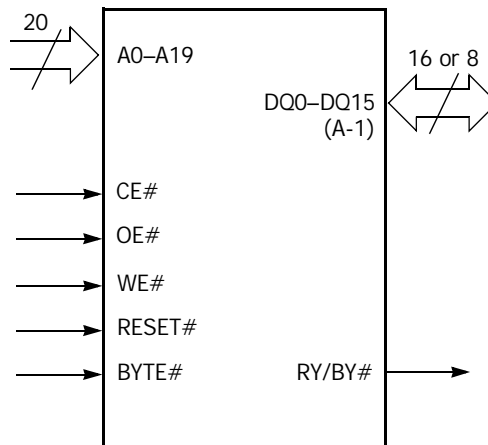 20
A0–A19
16 or 8
DQ0–DQ15
(A-1)
CE#
OE#
WE#
RESET#
BYTE#
RY/BY#